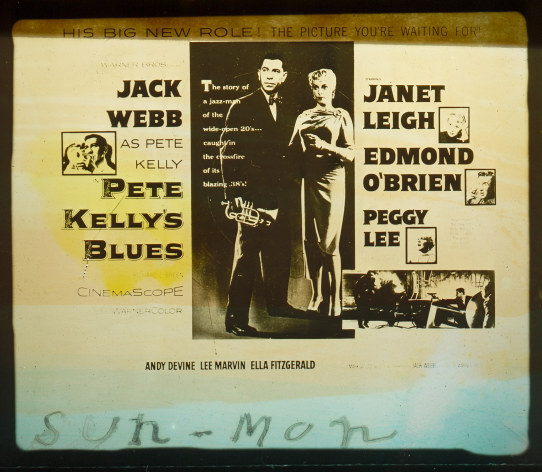 HIS BIG NEW ROLE! THE PICTURE YOU'RE WAITING FOR!
WARNER BROS.
JACK
WEBB
AS PETE
KELLY
PETE
KELLY'S
BLUES
CINEMASCOPE
WARNERCOLOR
The story of
a jazz-man
of the
wide-open 20's...
caught in
the crossfire
of its
blazing .38's!
JANET
LEIGH
EDMOND
O'BRIEN
PEGGY
LEE
ANDY DEVINE LEE MARVIN ELLA FITZGERALD
SUN-MON